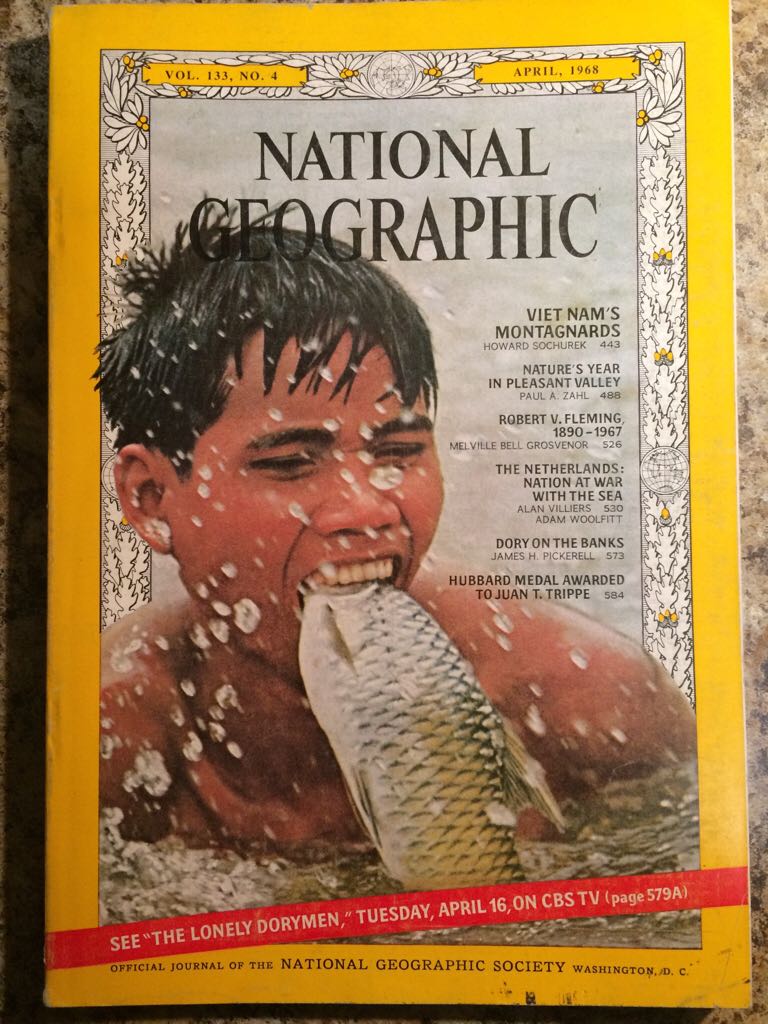 VOL. 133, NO. 4
APRIL, 1968
NATIONAL
GEOGRAPHIC
VIET NAM'S
MONTAGNARDS
HOWARD SOCHUREK 443
NATURE'S YEAR
IN PLEASANT VALLEY
PAUL A. ZAHL 488
ROBERT V. FLEMING,
1890–1967
MELVILLE BELL GROSVENOR 526
THE NETHERLANDS:
NATION AT WAR
WITH THE SEA
ALAN VILLIERS 530
ADAM WOOLFITT
DORY ON THE BANKS
JAMES H. PICKERELL 573
HUBBARD MEDAL AWARDED
TO JUAN T. TRIPPE 584
SEE "THE LONELY DORYMEN," TUESDAY, APRIL 16, ON CBS TV (page 579A)
OFFICIAL JOURNAL OF THE NATIONAL GEOGRAPHIC SOCIETY WASHINGTON, D. C.